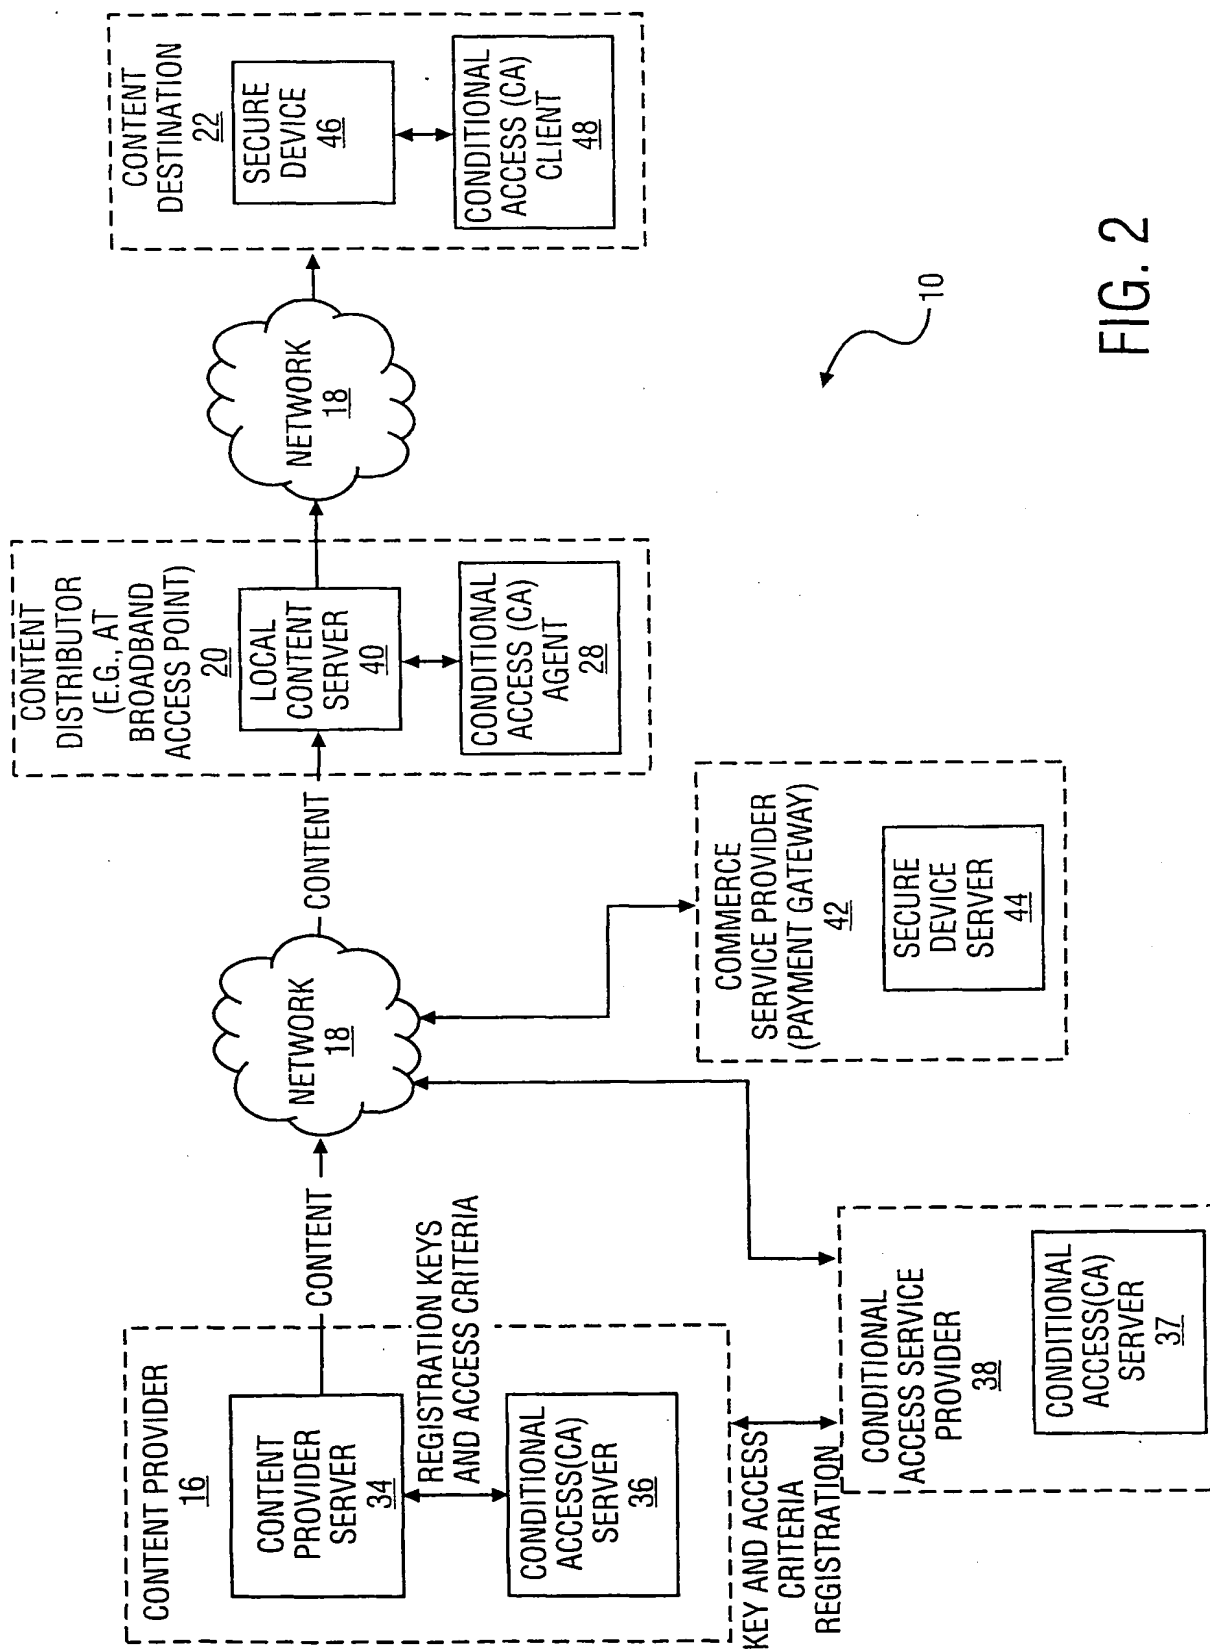 CONTENT PROVIDER
16
CONTENT
PROVIDER
SERVER
34
REGISTRATION KEYS
AND ACCESS CRITERIA
CONDITIONAL
ACCESS(CA)
SERVER
36
KEY AND ACCESS
CRITERIA
REGISTRATION
CONDITIONAL
ACCESS SERVICE
PROVIDER
38
CONDITIONAL
ACCESS(CA)
SERVER
37
CONTENT
NETWORK
18
COMMERCE
SERVICE PROVIDER
(PAYMENT GATEWAY)
42
SECURE
DEVICE
SERVER
44
CONTENT
CONTENT
DISTRIBUTOR
(E.G., AT
BROADBAND
ACCESS POINT)
20
LOCAL
CONTENT
SERVER
40
CONDITIONAL
ACCESS (CA)
AGENT
28
NETWORK
18
CONTENT
DESTINATION
22
SECURE
DEVICE
46
CONDITIONAL
ACCESS (CA)
CLIENT
48
10
FIG. 2